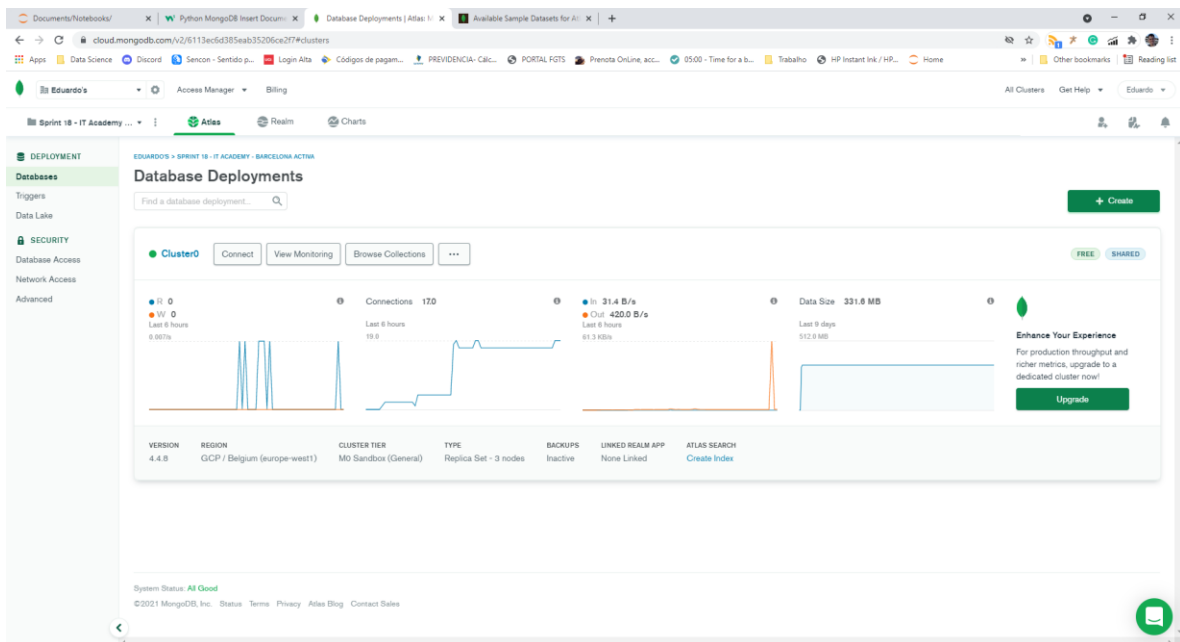 Documents/Notebooks/
Python MongoDB Insert Docume
Database Deployments | Atlas: M
Available Sample Datasets for At
cloud.mongodb.com/v2/6113ec6d385eab35206ce2f7#clusters
Apps Data Science Discord Sencon - Sentido p... Login Alta Códigos de pagam... PREVIDENCIA- Cálc... PORTAL FGTS Prenota OnLine, acc... 05:00 - Time for a b... Trabalho HP Instant Ink / HP... Home » Other bookmarks Reading list
Eduardo's Access Manager Billing All Clusters Get Help Eduardo
Sprint 18 - IT Academy ... Atlas Realm Charts
DEPLOYMENT
Databases
Triggers
Data Lake
SECURITY
Database Access
Network Access
Advanced
EDUARDO'S > SPRINT 18 - IT ACADEMY - BARCELONA ACTIVA
Database Deployments
Find a database deployment...
+ Create
Cluster0 Connect View Monitoring Browse Collections ... FREE SHARED
R 0
W 0
Last 6 hours
0.007/s
Connections 17.0
Last 6 hours
19.0
In 31.4 B/s
Out 420.0 B/s
Last 6 hours
61.3 KB/s
Data Size 331.6 MB
Last 9 days
512.0 MB
Enhance Your Experience
For production throughput and
richer metrics, upgrade to a
dedicated cluster now!
Upgrade
VERSION REGION CLUSTER TIER TYPE BACKUPS LINKED REALM APP ATLAS SEARCH
4.4.8 GCP / Belgium (europe-west1) M0 Sandbox (General) Replica Set - 3 nodes Inactive None Linked Create Index
System Status: All Good
©2021 MongoDB, Inc. Status Terms Privacy Atlas Blog Contact Sales